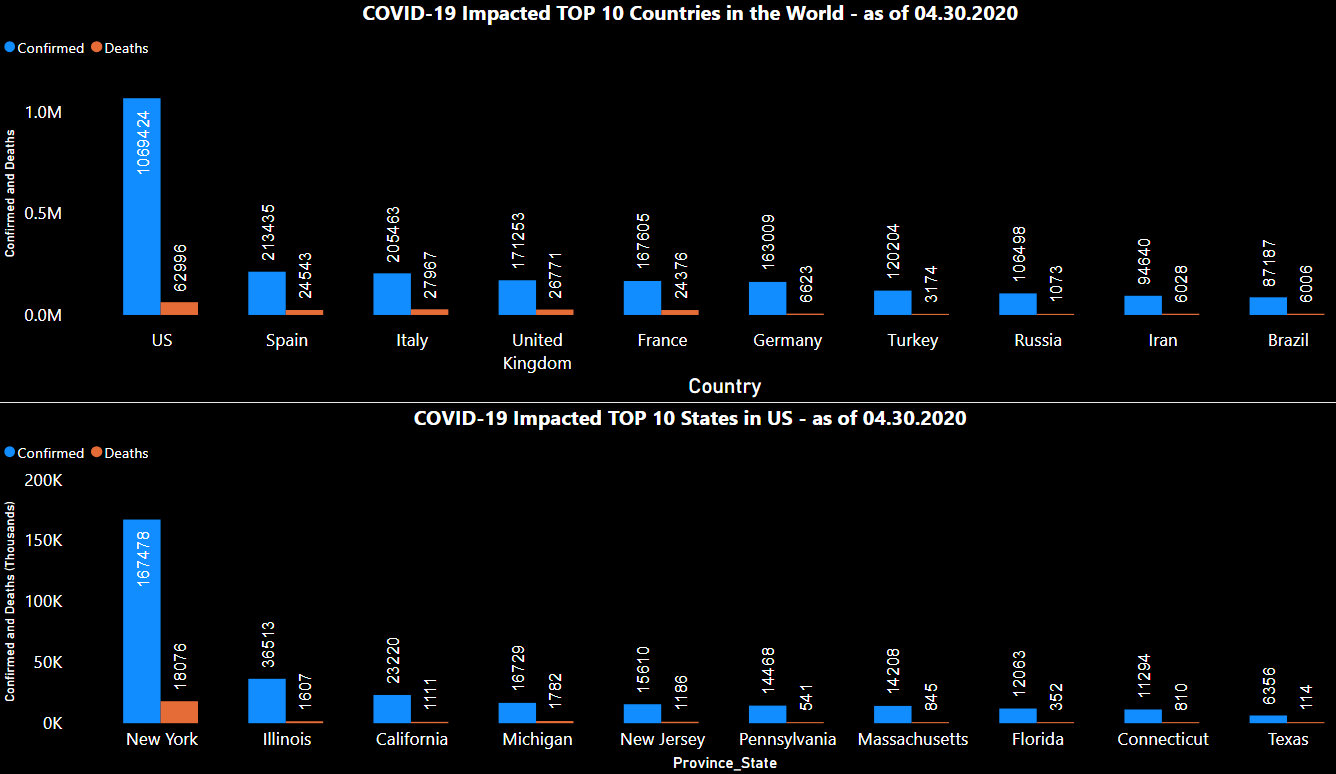 COVID-19 Impacted TOP 10 Countries in the World - as of 04.30.2020
Confirmed Deaths
Confirmed and Deaths
1.0M
0.5M
0.0M
1069424
62996
213435
24543
205463
27967
171253
26771
167605
24376
163009
6623
120204
3174
106498
1073
94640
6028
87187
6006
US
Spain
Italy
United
Kingdom
France
Germany
Turkey
Russia
Iran
Brazil
Country
COVID-19 Impacted TOP 10 States in US - as of 04.30.2020
Confirmed Deaths
Confirmed and Deaths (Thousands)
200K
150K
100K
50K
0K
167478
18076
36513
1607
23220
1111
16729
1782
15610
1186
14468
541
14208
845
12063
352
11294
810
6356
114
New York
Illinois
California
Michigan
New Jersey
Pennsylvania
Massachusetts
Florida
Connecticut
Texas
Province_State